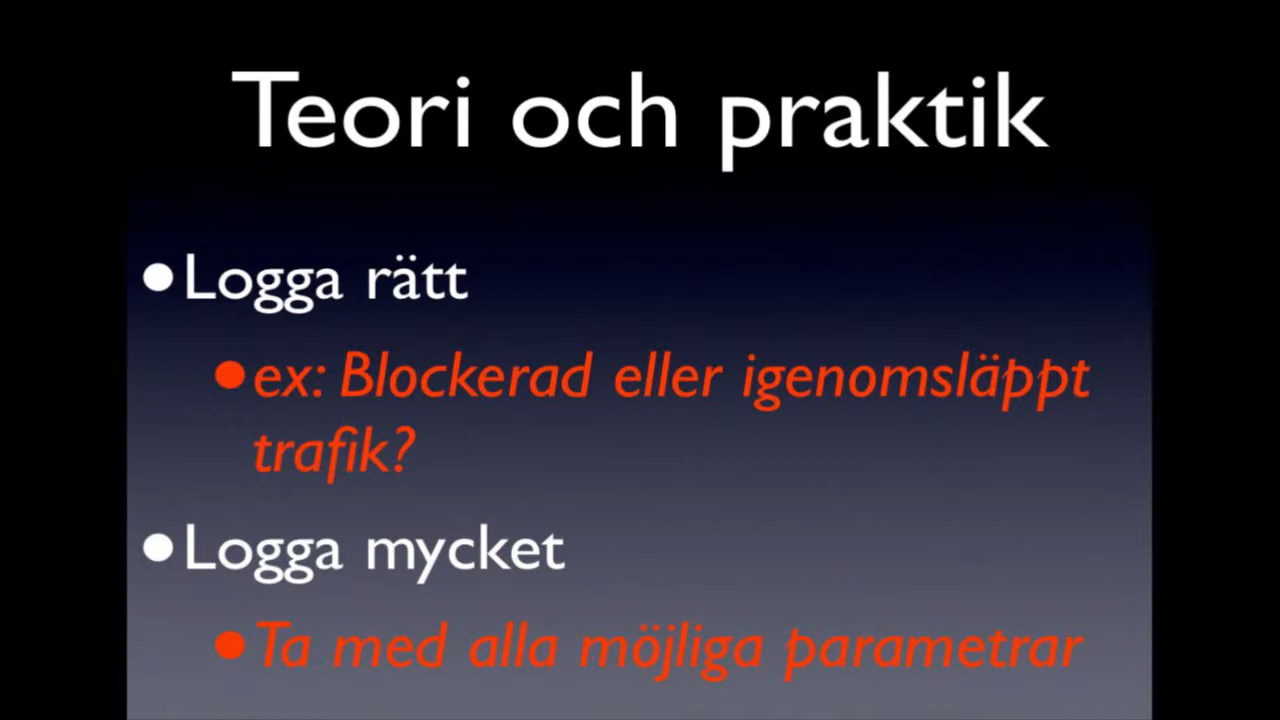 Teori och praktik
•Logga rätt
•ex: Blockerad eller igenomsläppt
trafik?
•Logga mycket
•Ta med alla möjliga parametrar